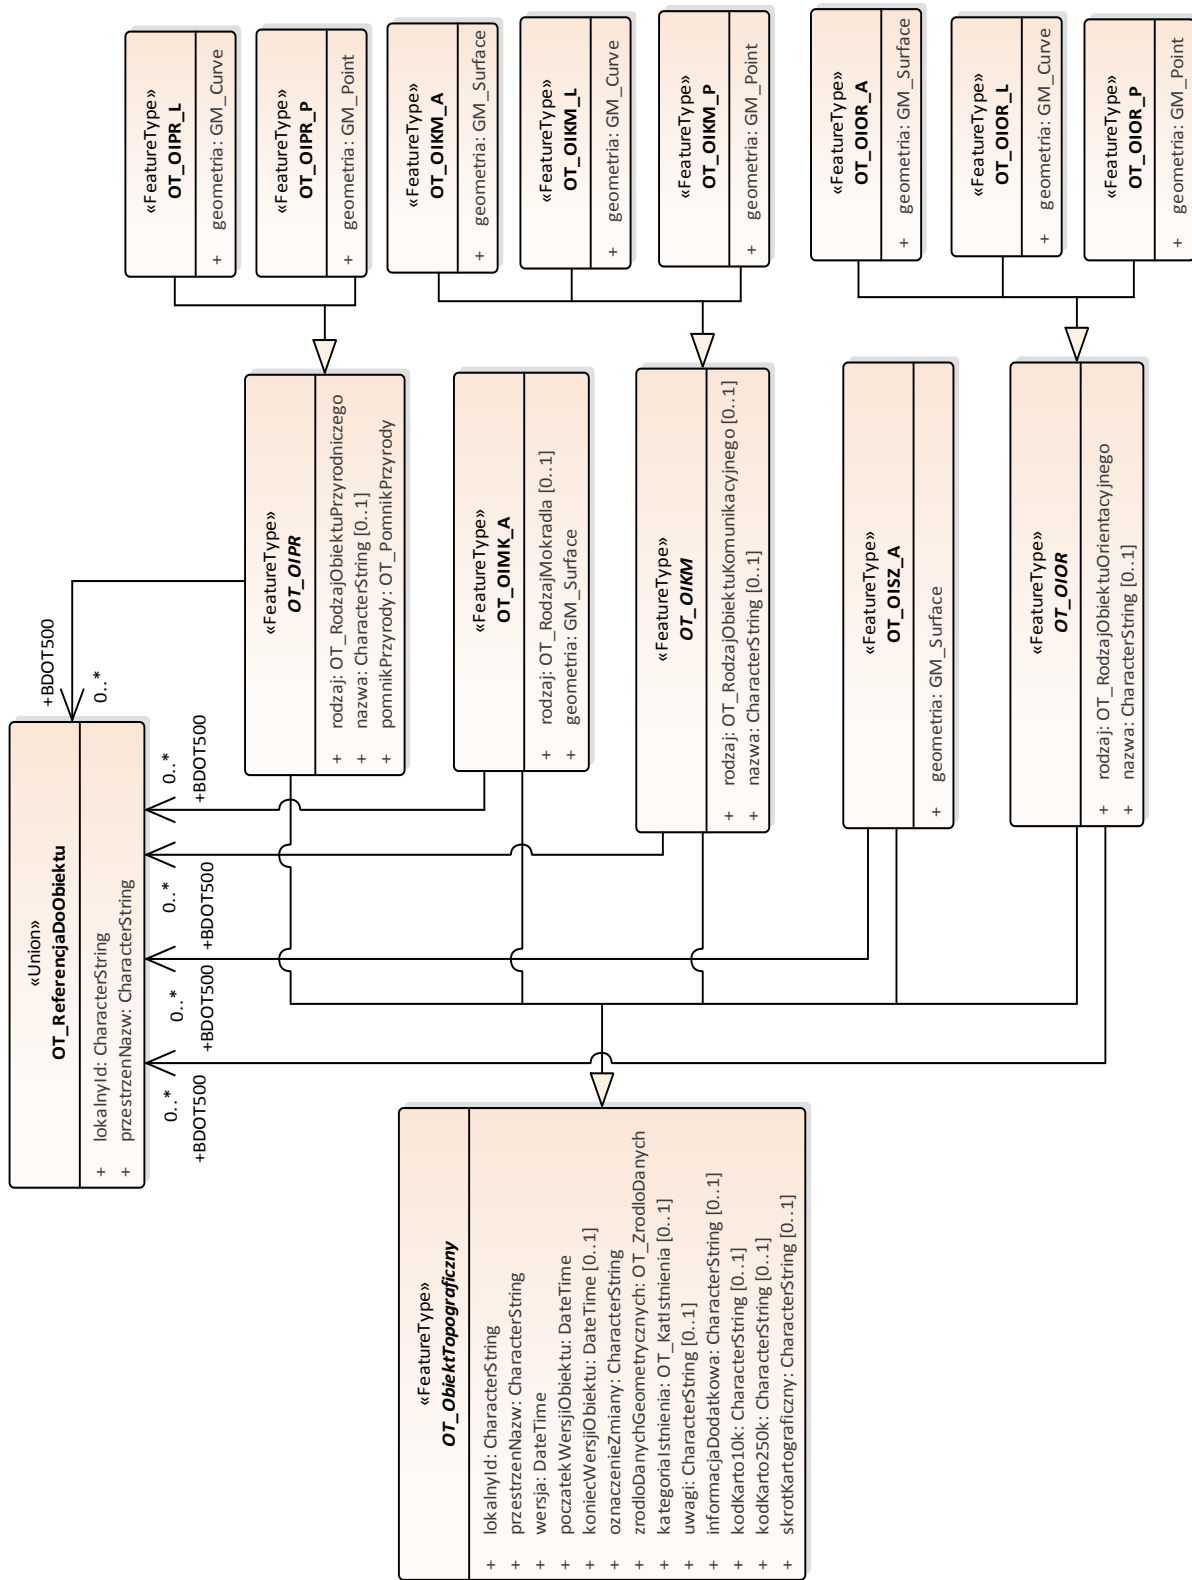 «Union»
OT_ReferencjaDoObiektu
+ lokalnyId: CharacterString
+ przestrzenNazw: CharacterString
+BDOT500
0..*
0..*
+BDOT500
0..*
+BDOT500
0..*
+BDOT500
0..*
+BDOT500
«FeatureType»
OT_ObiektTopograficzny
+ lokalnyId: CharacterString
+ przestrzenNazw: CharacterString
+ wersja: DateTime
+ poczatekWersjiObiektu: DateTime
+ koniecWersjiObiektu: DateTime [0..1]
+ oznaczenieZmiany: CharacterString
+ zrodloDanychGeometrycznych: OT_ZrodloDanych
+ kategoriaIstnienia: OT_KatIstnienia [0..1]
+ uwagi: CharacterString [0..1]
+ informacjaDodatkowa: CharacterString [0..1]
+ kodKarto10k: CharacterString [0..1]
+ kodKarto250k: CharacterString [0..1]
+ skrotKartograficzny: CharacterString [0..1]
«FeatureType»
OT_OIPR
+ rodzaj: OT_RodzajObiektuPrzyrodniczego
+ nazwa: CharacterString [0..1]
+ pomnikPrzyrody: OT_PomnikPrzyrody
«FeatureType»
OT_OIMK_A
+ rodzaj: OT_RodzajMokradla [0..1]
+ geometria: GM_Surface
«FeatureType»
OT_OIKM
+ rodzaj: OT_RodzajObiektuKomunikacyjnego [0..1]
+ nazwa: CharacterString [0..1]
«FeatureType»
OT_OISZ_A
+ geometria: GM_Surface
«FeatureType»
OT_OIOR
+ rodzaj: OT_RodzajObiektuOrientacyjnego
+ nazwa: CharacterString [0..1]
«FeatureType»
OT_OIPR_L
+ geometria: GM_Curve
«FeatureType»
OT_OIPR_P
+ geometria: GM_Point
«FeatureType»
OT_OIKM_A
+ geometria: GM_Surface
«FeatureType»
OT_OIKM_L
+ geometria: GM_Curve
«FeatureType»
OT_OIKM_P
+ geometria: GM_Point
«FeatureType»
OT_OIOR_A
+ geometria: GM_Surface
«FeatureType»
OT_OIOR_L
+ geometria: GM_Curve
«FeatureType»
OT_OIOR_P
+ geometria: GM_Point